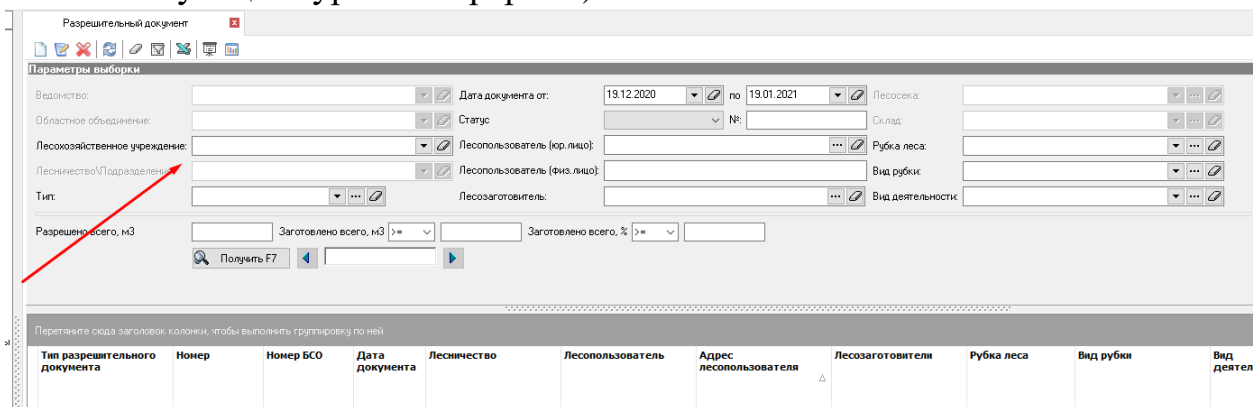 Разрешительный документ
Параметры выборки
Ведомство:
Дата документа от: 19.12.2020 по 19.01.2021
Лесосека:
Областное объединение:
Статус №:
Склад:
Лесохозяйственное учреждение:
Лесопользователь (юр.лицо):
Рубка леса:
Лесничество\Подразделение
Лесопользователь (физ.лицо):
Вид рубки:
Тип:
Лесозаготовитель:
Вид деятельности:
Разрешено всего, м3
Заготовлено всего, м3 >=
Заготовлено всего, % >=
Получить F7
Перетяните сюда заголовок колонки, чтобы выполнить группировку по ней
Тип разрешительного документа
Номер
Номер БСО
Дата документа
Лесничество
Лесопользователь
Адрес лесопользователя
Лесозаготовители
Рубка леса
Вид рубки
Вид деятел